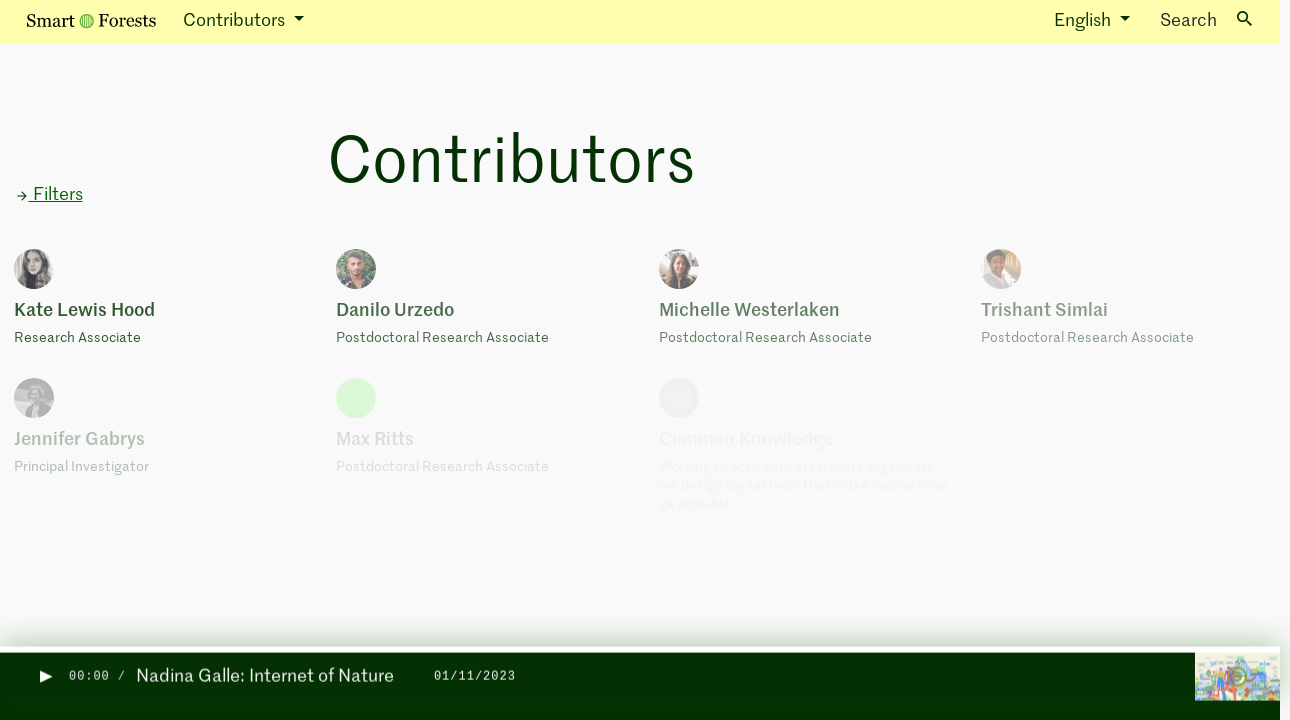 Smart Forests
Contributors
English
Search
Contributors
Filters
Kate Lewis Hood
Research Associate
Danilo Urzedo
Postdoctoral Research Associate
Michelle Westerlaken
Postdoctoral Research Associate
Trishant Simlai
Postdoctoral Research Associate
Jennifer Gabrys
Principal Investigator
Max Ritts
Postdoctoral Research Associate
Common Knowledge
Working directly with grassroots organisers,
we design digital tools that make radical chan-
ge possible.
00:00 / Nadina Galle: Internet of Nature 01/11/2023